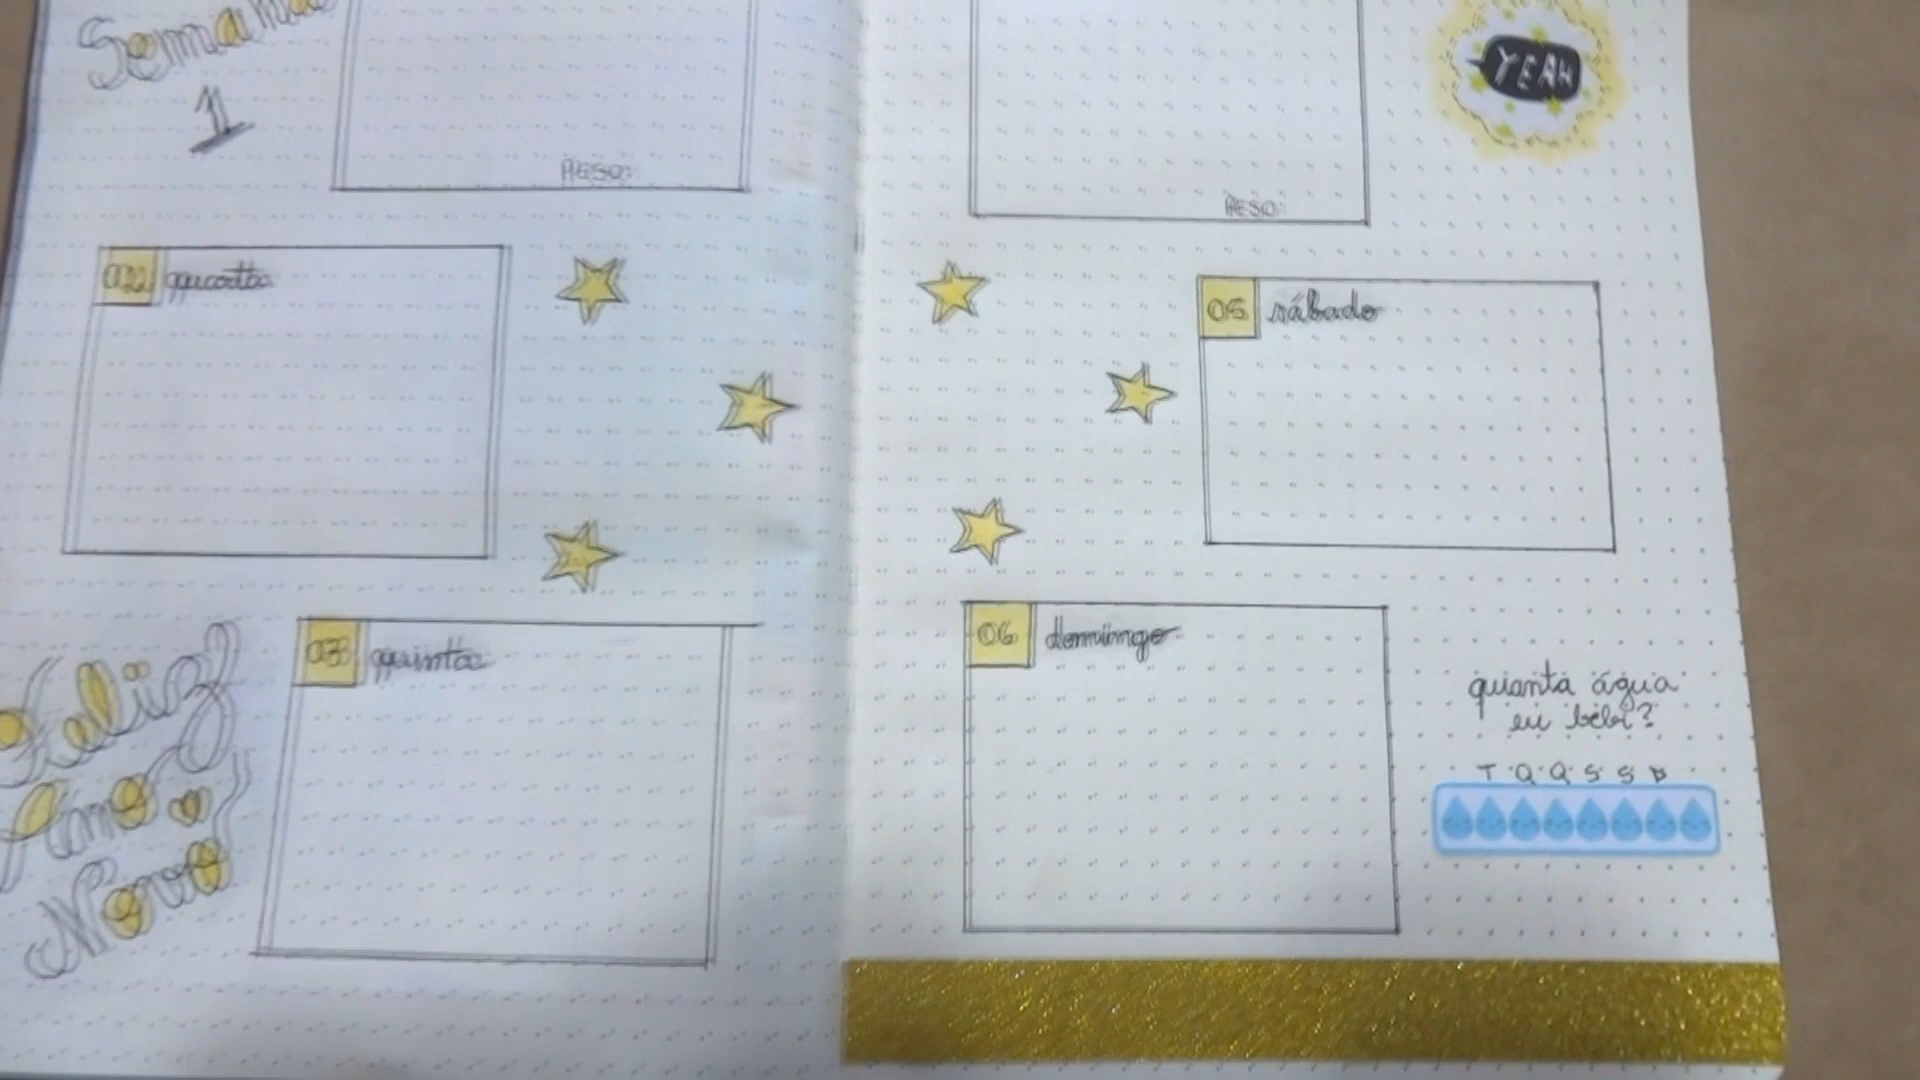 Semana
1
PESO:
02 quarta
03 quinta
Feliz
Ano
Novo
YEAH
PESO:
05 sábado
06 domingo
quanta água
eu bebi?
T Q Q S S D